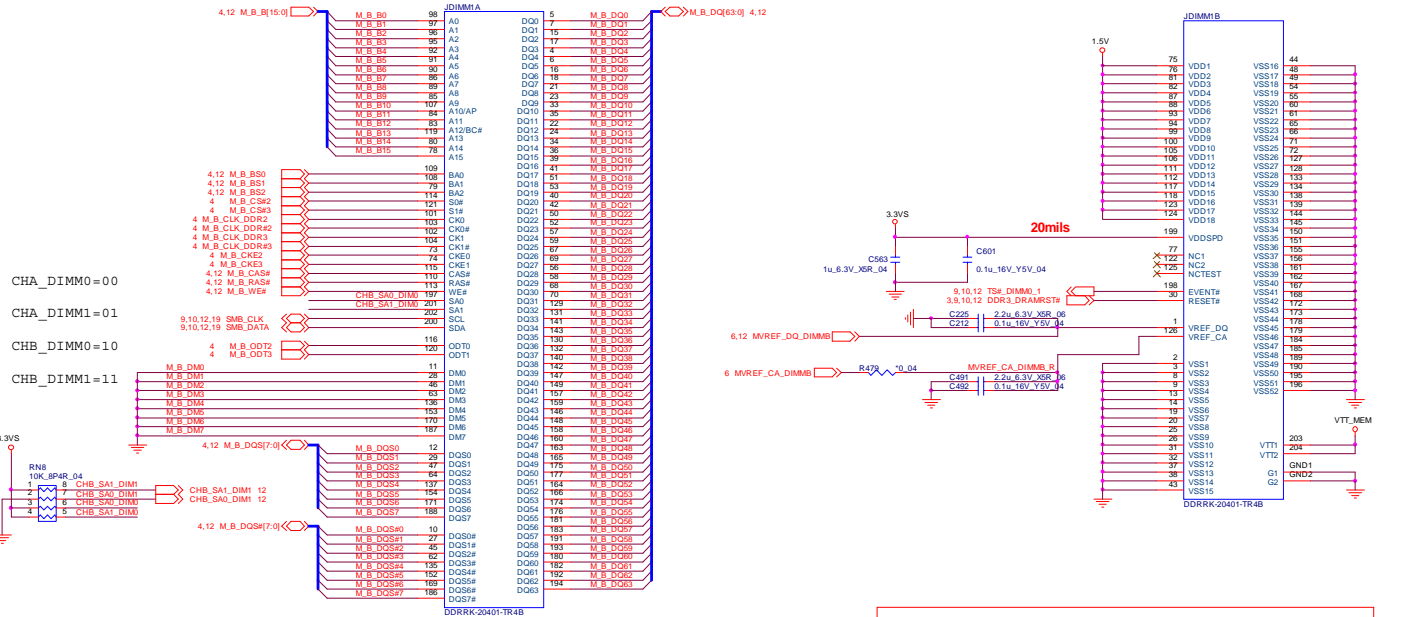 JDIMM1A
4,12 M_B_B[15:0]
M_B_B0 98 A0
M_B_B1 97 A1
M_B_B2 96 A2
M_B_B3 95 A3
M_B_B4 92 A4
M_B_B5 91 A5
M_B_B6 90 A6
M_B_B7 86 A7
M_B_B8 89 A8
M_B_B9 85 A9
M_B_B10 107 A10/AP
M_B_B11 84 A11
M_B_B12 83 A12/BC#
M_B_B13 119 A13
M_B_B14 80 A14
M_B_B15 78 A15
4,12 M_B_BS0 109 BA0
4,12 M_B_BS1 108 BA1
4,12 M_B_BS2 79 BA2
4 M_B_CS#2 114 S0#
4 M_B_CS#3 121 S1#
4 M_B_CLK_DDR2 101 CK0
4 M_B_CLK_DDR#2 103 CK0#
4 M_B_CLK_DDR3 102 CK1
4 M_B_CLK_DDR#3 104 CK1#
4 M_B_CKE2 73 CKE0
4 M_B_CKE3 74 CKE1
4,12 M_B_CAS# 115 CAS#
4,12 M_B_RAS# 110 RAS#
4,12 M_B_WE# 113 WE#
CHB_SA0_DIM0 197 SA0
CHB_SA1_DIM0 201 SA1
9,10,12,19 SMB_CLK 202 SCL
9,10,12,19 SMB_DATA 200 SDA
4 M_B_ODT2 116 ODT0
4 M_B_ODT3 120 ODT1
M_B_DM0 11 DM0
M_B_DM1 28 DM1
M_B_DM2 46 DM2
M_B_DM3 63 DM3
M_B_DM4 136 DM4
M_B_DM5 153 DM5
M_B_DM6 170 DM6
M_B_DM7 187 DM7
4,12 M_B_DQS[7:0]
M_B_DQS0 12 DQS0
M_B_DQS1 29 DQS1
M_B_DQS2 47 DQS2
M_B_DQS3 64 DQS3
M_B_DQS4 137 DQS4
M_B_DQS5 154 DQS5
M_B_DQS6 171 DQS6
M_B_DQS7 188 DQS7
4,12 M_B_DQS#[7:0]
M_B_DQS#0 10 DQS0#
M_B_DQS#1 27 DQS1#
M_B_DQS#2 45 DQS2#
M_B_DQS#3 62 DQS3#
M_B_DQS#4 135 DQS4#
M_B_DQS#5 152 DQS5#
M_B_DQS#6 169 DQS6#
M_B_DQS#7 186 DQS7#
M_B_DQ[63:0] 4,12
DQ0 5 M_B_DQ0
DQ1 7 M_B_DQ1
DQ2 15 M_B_DQ2
DQ3 17 M_B_DQ3
DQ4 4 M_B_DQ4
DQ5 6 M_B_DQ5
DQ6 16 M_B_DQ6
DQ7 18 M_B_DQ7
DQ8 21 M_B_DQ8
DQ9 23 M_B_DQ9
DQ10 33 M_B_DQ10
DQ11 35 M_B_DQ11
DQ12 22 M_B_DQ12
DQ13 24 M_B_DQ13
DQ14 34 M_B_DQ14
DQ15 36 M_B_DQ15
DQ16 39 M_B_DQ16
DQ17 41 M_B_DQ17
DQ18 51 M_B_DQ18
DQ19 53 M_B_DQ19
DQ20 40 M_B_DQ20
DQ21 42 M_B_DQ21
DQ22 50 M_B_DQ22
DQ23 52 M_B_DQ23
DQ24 57 M_B_DQ24
DQ25 59 M_B_DQ25
DQ26 67 M_B_DQ26
DQ27 69 M_B_DQ27
DQ28 56 M_B_DQ28
DQ29 58 M_B_DQ29
DQ30 68 M_B_DQ30
DQ31 70 M_B_DQ31
DQ32 129 M_B_DQ32
DQ33 131 M_B_DQ33
DQ34 141 M_B_DQ34
DQ35 143 M_B_DQ35
DQ36 130 M_B_DQ36
DQ37 132 M_B_DQ37
DQ38 140 M_B_DQ38
DQ39 142 M_B_DQ39
DQ40 147 M_B_DQ40
DQ41 149 M_B_DQ41
DQ42 157 M_B_DQ42
DQ43 159 M_B_DQ43
DQ44 146 M_B_DQ44
DQ45 148 M_B_DQ45
DQ46 158 M_B_DQ46
DQ47 160 M_B_DQ47
DQ48 163 M_B_DQ48
DQ49 165 M_B_DQ49
DQ50 175 M_B_DQ50
DQ51 177 M_B_DQ51
DQ52 164 M_B_DQ52
DQ53 166 M_B_DQ53
DQ54 174 M_B_DQ54
DQ55 176 M_B_DQ55
DQ56 181 M_B_DQ56
DQ57 183 M_B_DQ57
DQ58 191 M_B_DQ58
DQ59 193 M_B_DQ59
DQ60 180 M_B_DQ60
DQ61 182 M_B_DQ61
DQ62 192 M_B_DQ62
DQ63 194 M_B_DQ63
DDRRK-20401-TR4B
CHA_DIMM0=00
CHA_DIMM1=01
CHB_DIMM0=10
CHB_DIMM1=11
3.3VS
RN8
10K_8P4R_04
1 8 CHB_SA1_DIM1
2 7 CHB_SA0_DIM1
3 6 CHB_SA0_DIM0
4 5 CHB_SA1_DIM0
CHB_SA1_DIM1 12
CHB_SA0_DIM1 12
JDIMM1B
1.5V
75 VDD1
76 VDD2
81 VDD3
82 VDD4
87 VDD5
88 VDD6
93 VDD7
94 VDD8
99 VDD9
100 VDD10
105 VDD11
106 VDD12
111 VDD13
112 VDD14
117 VDD15
118 VDD16
123 VDD17
124 VDD18
3.3VS
20mils
199 VDDSPD
C563
1u_6.3V_X5R_04
C601
0.1u_16V_Y5V_04
77 NC1
122 NC2
125 NCTEST
9,10,12 TS#_DIMM0_1 198 EVENT#
3,9,10,12 DDR3_DRAMRST# 30 RESET#
C225 2.2u_6.3V_X5R_06
C212 0.1u_16V_Y5V_04
6,12 MVREF_DQ_DIMMB
1 VREF_DQ
126 VREF_CA
6 MVREF_CA_DIMMB
R479 *0_04
MVREF_CA_DIMMB_R
C491 2.2u_6.3V_X5R_06
C492 0.1u_16V_Y5V_04
2 VSS1
3 VSS2
8 VSS3
9 VSS4
13 VSS5
14 VSS6
19 VSS7
20 VSS8
25 VSS9
26 VSS10
31 VSS11
32 VSS12
37 VSS13
38 VSS14
43 VSS15
VSS16 44
VSS17 48
VSS18 49
VSS19 54
VSS20 55
VSS21 60
VSS22 61
VSS23 65
VSS24 66
VSS25 71
VSS26 72
VSS27 127
VSS28 128
VSS29 133
VSS30 134
VSS31 138
VSS32 139
VSS33 144
VSS34 145
VSS35 150
VSS36 151
VSS37 155
VSS38 156
VSS39 161
VSS40 162
VSS41 167
VSS42 168
VSS43 172
VSS44 173
VSS45 178
VSS46 179
VSS47 184
VSS48 185
VSS49 189
VSS50 190
VSS51 195
VSS52 196
VTT_MEM
VTT1 203
VTT2 204
G1 GND1
G2 GND2
DDRRK-20401-TR4B